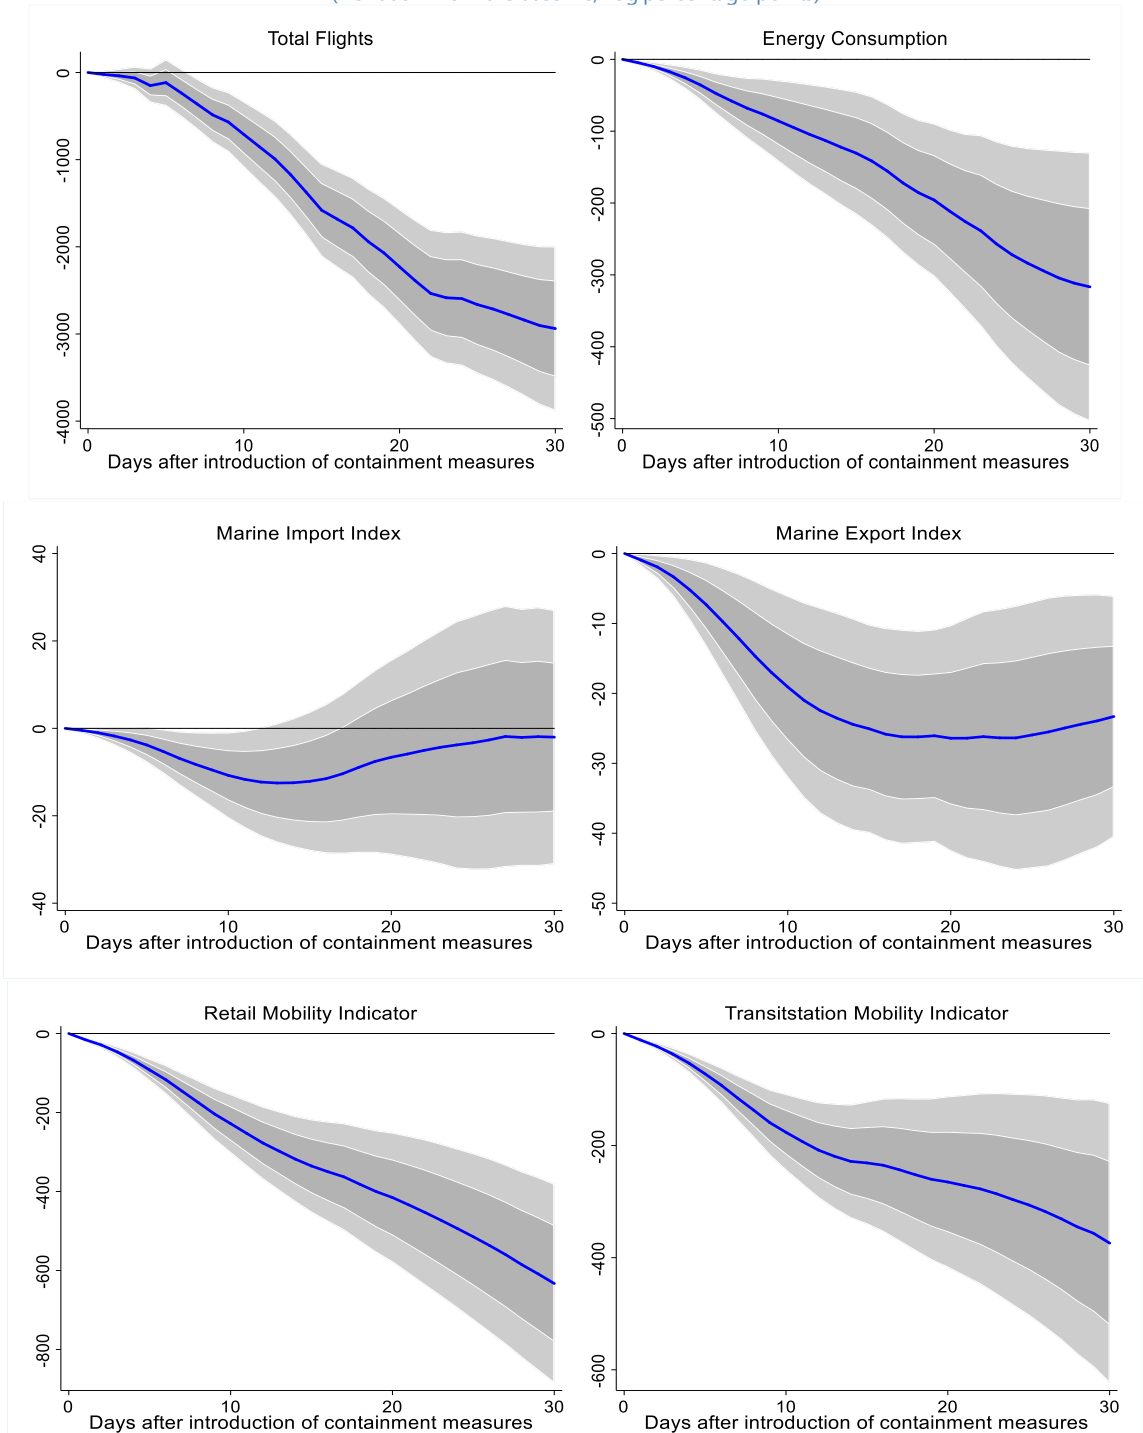 Total Flights
0
-1000
-2000
-3000
-4000
0 10 20 30
Days after introduction of containment measures
Energy Consumption
0
-100
-200
-300
-400
-500
0 10 20 30
Days after introduction of containment measures
Marine Import Index
40
20
0
-20
-40
0 10 20 30
Days after introduction of containment measures
Marine Export Index
0
-10
-20
-30
-40
-50
0 10 20 30
Days after introduction of containment measures
Retail Mobility Indicator
0
-200
-400
-600
-800
0 10 20 30
Days after introduction of containment measures
Transitstation Mobility Indicator
0
-200
-400
-600
0 10 20 30
Days after introduction of containment measures